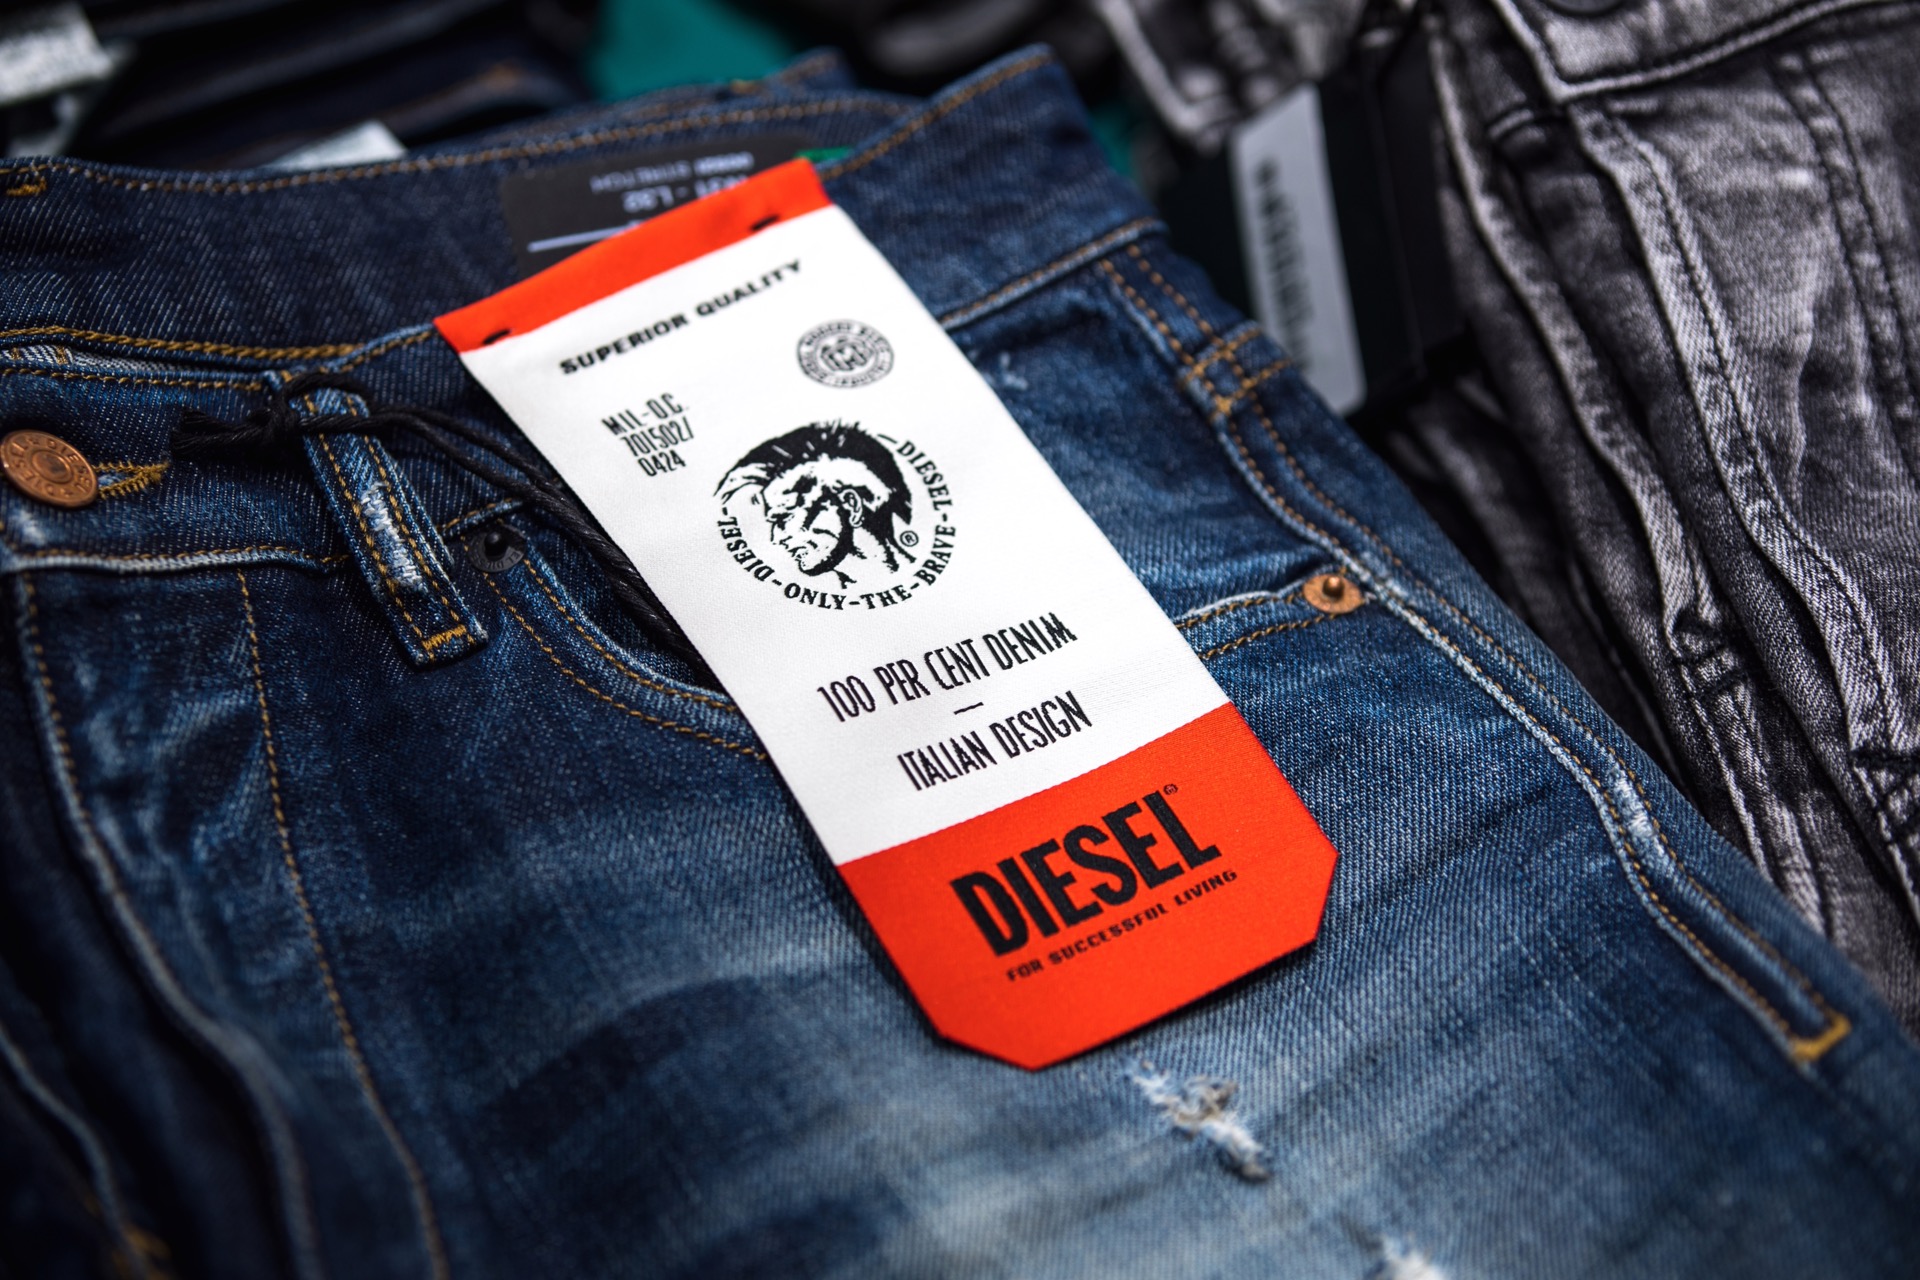 SUPERIOR QUALITY
MIL-O.C.
7015027
0424
DIESEL-ONLY-THE-BRAVE-DIESEL-
®
100 PER CENT DENIM
—
ITALIAN DESIGN
DIESEL®
FOR SUCCESSFUL LIVING